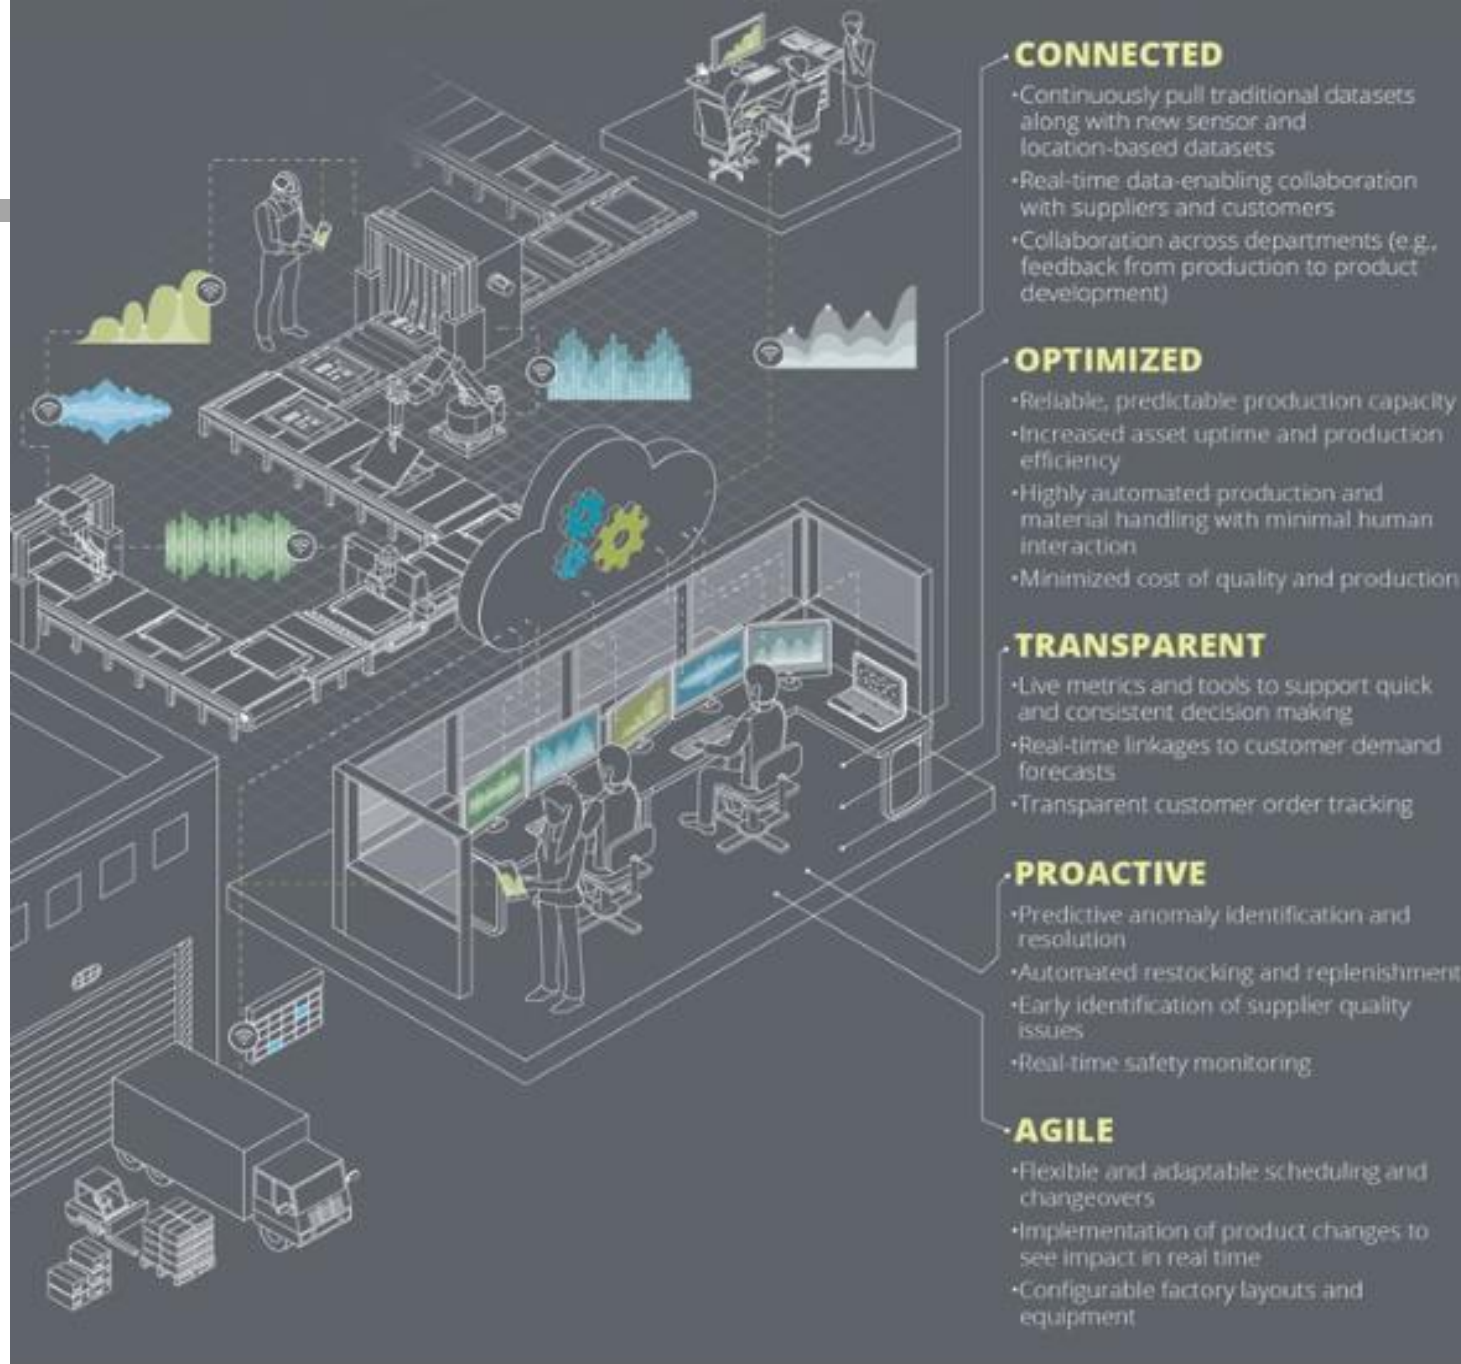 CONNECTED
•Continuously pull traditional datasets
along with new sensor and
location-based datasets
•Real-time data-enabling collaboration
with suppliers and customers
•Collaboration across departments (e.g.,
feedback from production to product
development)
OPTIMIZED
•Reliable, predictable production capacity
•Increased asset uptime and production
efficiency
•Highly automated production and
material handling with minimal human
interaction
•Minimized cost of quality and production
TRANSPARENT
•Live metrics and tools to support quick
and consistent decision making
•Real-time linkages to customer demand
forecasts
•Transparent customer order tracking
PROACTIVE
•Predictive anomaly identification and
resolution
•Automated restocking and replenishment
•Early identification of supplier quality
issues
•Real-time safety monitoring
AGILE
•Flexible and adaptable scheduling and
changeovers
•Implementation of product changes to
see impact in real time
•Configurable factory layouts and
equipment